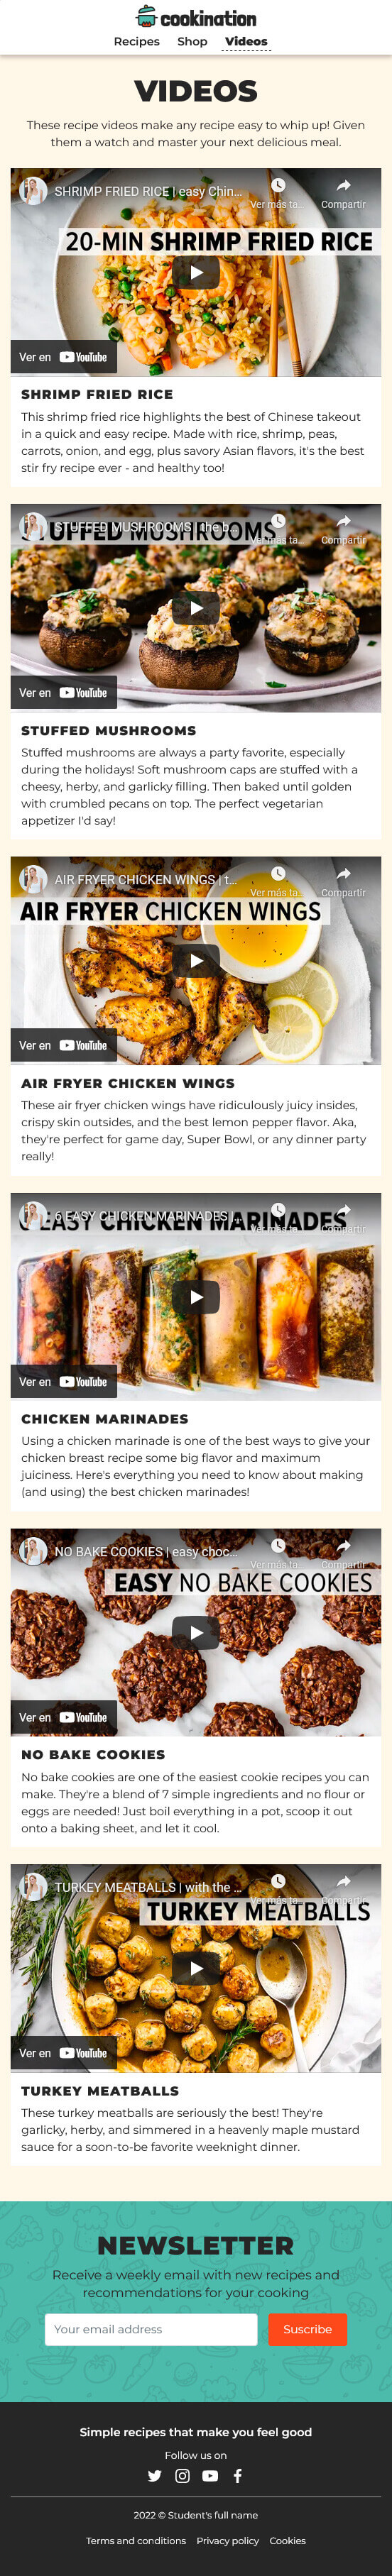 cookination
Recipes Shop Videos
VIDEOS
These recipe videos make any recipe easy to whip up! Given
them a watch and master your next delicious meal.
SHRIMP FRIED RICE | easy Chin...
Ver más ta...
Compartir
20-MIN SHRIMP FRIED RICE
Ver en YouTube
SHRIMP FRIED RICE
This shrimp fried rice highlights the best of Chinese takeout
in a quick and easy recipe. Made with rice, shrimp, peas,
carrots, onion, and egg, plus savory Asian flavors, it's the best
stir fry recipe ever - and healthy too!
STUFFED MUSHROOMS | the b...
Ver más ta...
Compartir
STUFFED MUSHROOMS
Ver en YouTube
STUFFED MUSHROOMS
Stuffed mushrooms are always a party favorite, especially
during the holidays! Soft mushroom caps are stuffed with a
cheesy, herby, and garlicky filling. Then baked until golden
with crumbled pecans on top. The perfect vegetarian
appetizer I'd say!
AIR FRYER CHICKEN WINGS | t...
Ver más ta...
Compartir
AIR FRYER CHICKEN WINGS
Ver en YouTube
AIR FRYER CHICKEN WINGS
These air fryer chicken wings have ridiculously juicy insides,
crispy skin outsides, and the best lemon pepper flavor. Aka,
they're perfect for game day, Super Bowl, or any dinner party
really!
6 EASY CHICKEN MARINADES |...
Ver más ta...
Compartir
EASY CHICKEN MARINADES
Ver en YouTube
CHICKEN MARINADES
Using a chicken marinade is one of the best ways to give your
chicken breast recipe some big flavor and maximum
juiciness. Here's everything you need to know about making
(and using) the best chicken marinades!
NO BAKE COOKIES | easy choc...
Ver más ta...
Compartir
EASY NO BAKE COOKIES
Ver en YouTube
NO BAKE COOKIES
No bake cookies are one of the easiest cookie recipes you can
make. They're a blend of 7 simple ingredients and no flour or
eggs are needed! Just boil everything in a pot, scoop it out
onto a baking sheet, and let it cool.
TURKEY MEATBALLS | with the ...
Ver más ta...
Compartir
TURKEY MEATBALLS
Ver en YouTube
TURKEY MEATBALLS
These turkey meatballs are seriously the best! They're
garlicky, herby, and simmered in a heavenly maple mustard
sauce for a soon-to-be favorite weeknight dinner.
NEWSLETTER
Receive a weekly email with new recipes and
recommendations for your cooking
Your email address
Suscribe
Simple recipes that make you feel good
Follow us on
2022 © Student's full name
Terms and conditions Privacy policy Cookies